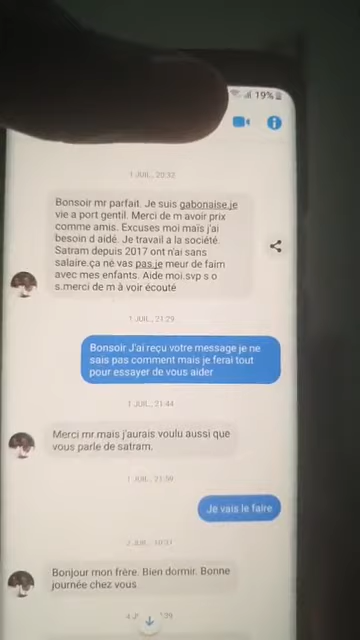 19%
1 JUIL., 20:32
Bonsoir mr parfait. Je suis gabonaise.je
vie a port gentil. Merci de m avoir prix
comme amis. Excuses moi mais j'ai
besoin d aidé. Je travail a la société.
Satram depuis 2017 ont n'ai sans
salaire.ça né vas pas.je meur de faim
avec mes enfants. Aide moi.svp s o
s.merci de m à voir écouté
1 JUIL., 21:29
Bonsoir J'ai reçu votre message je ne
sais pas comment mais je ferai tout
pour essayer de vous aider
1 JUIL., 21:44
Merci mr.mais j'aurais voulu aussi que
vous parle de satram.
1 JUIL., 21:59
Je vais le faire
2 JUIL., 10:37
Bonjour mon frère. Bien dormir. Bonne
journée chez vous